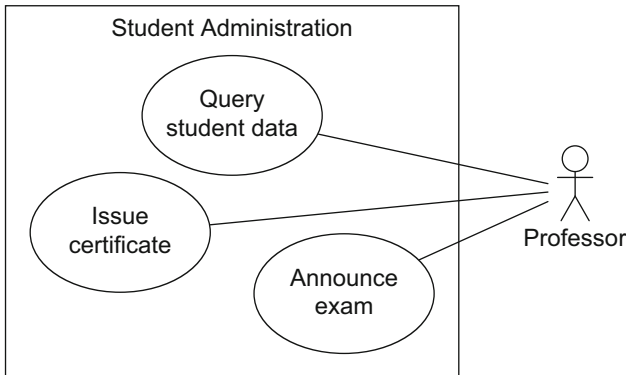 Student Administration
Query
student data
Issue
certificate
Announce
exam
Professor